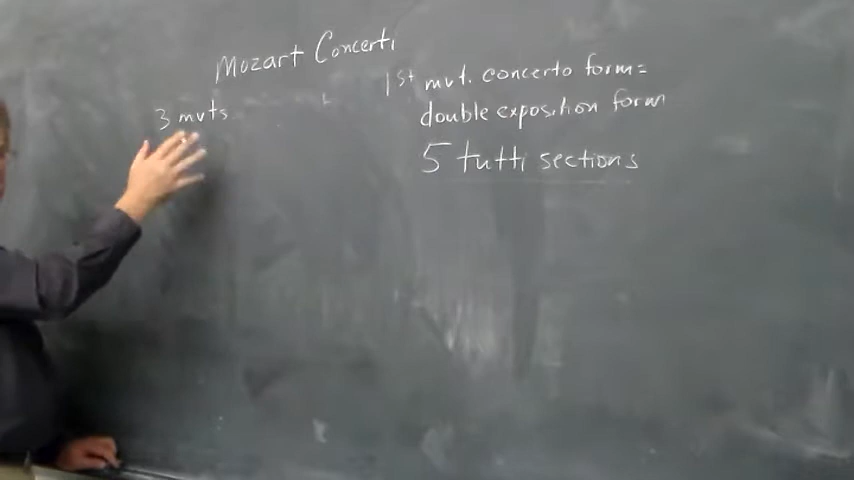 Mozart Concerti
3 mvts
1st mvt. concerto form=
double exposition form
5 tutti sections